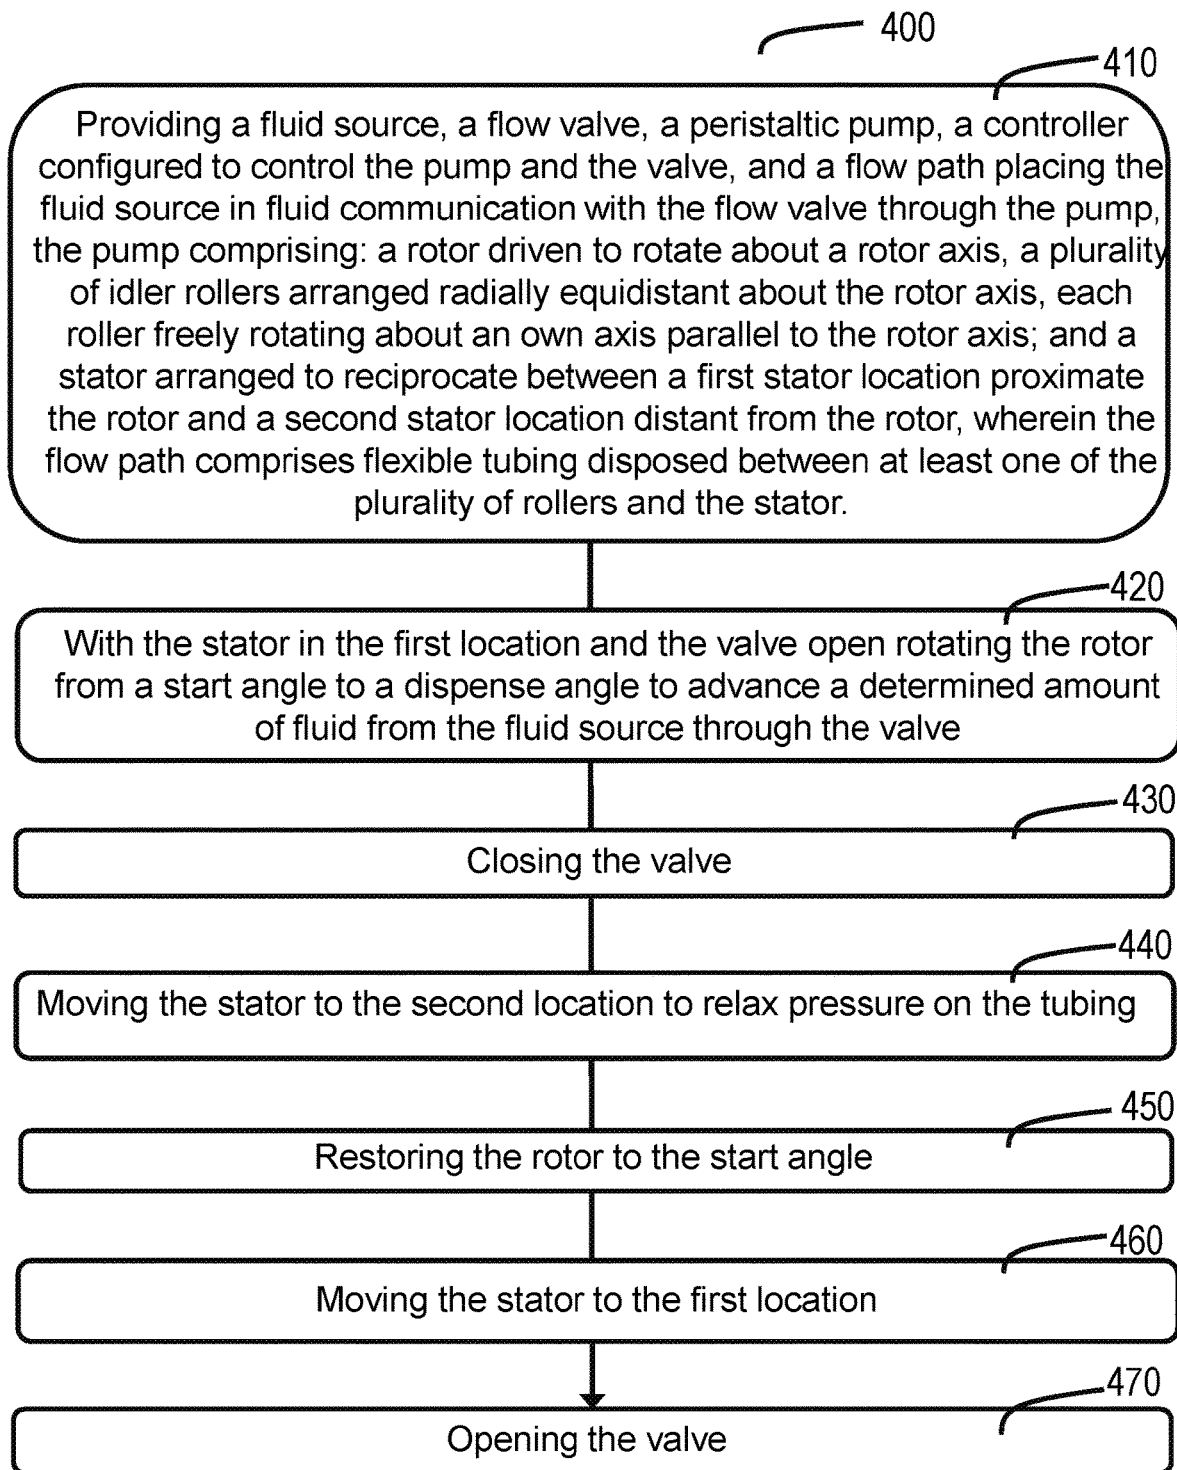 400
410
Providing a fluid source, a flow valve, a peristaltic pump, a controller
configured to control the pump and the valve, and a flow path placing the
fluid source in fluid communication with the flow valve through the pump,
the pump comprising: a rotor driven to rotate about a rotor axis, a plurality
of idler rollers arranged radially equidistant about the rotor axis, each
roller freely rotating about an own axis parallel to the rotor axis; and a
stator arranged to reciprocate between a first stator location proximate
the rotor and a second stator location distant from the rotor, wherein the
flow path comprises flexible tubing disposed between at least one of the
plurality of rollers and the stator.
420
With the stator in the first location and the valve open rotating the rotor
from a start angle to a dispense angle to advance a determined amount
of fluid from the fluid source through the valve
430
Closing the valve
440
Moving the stator to the second location to relax pressure on the tubing
450
Restoring the rotor to the start angle
460
Moving the stator to the first location
470
Opening the valve